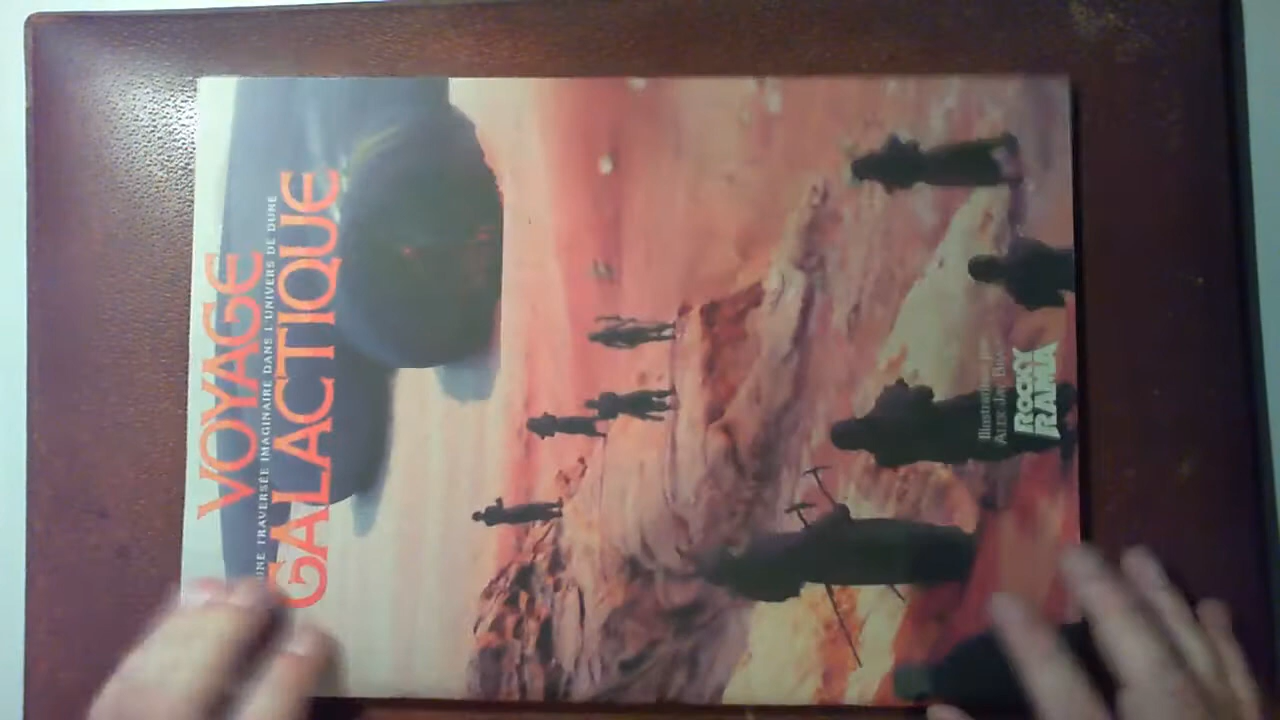 VOYAGE
UNE TRAVERSÉE IMAGINAIRE DANS L'UNIVERS DE DUNE
GALACTIQUE
ROCKY
RAMA